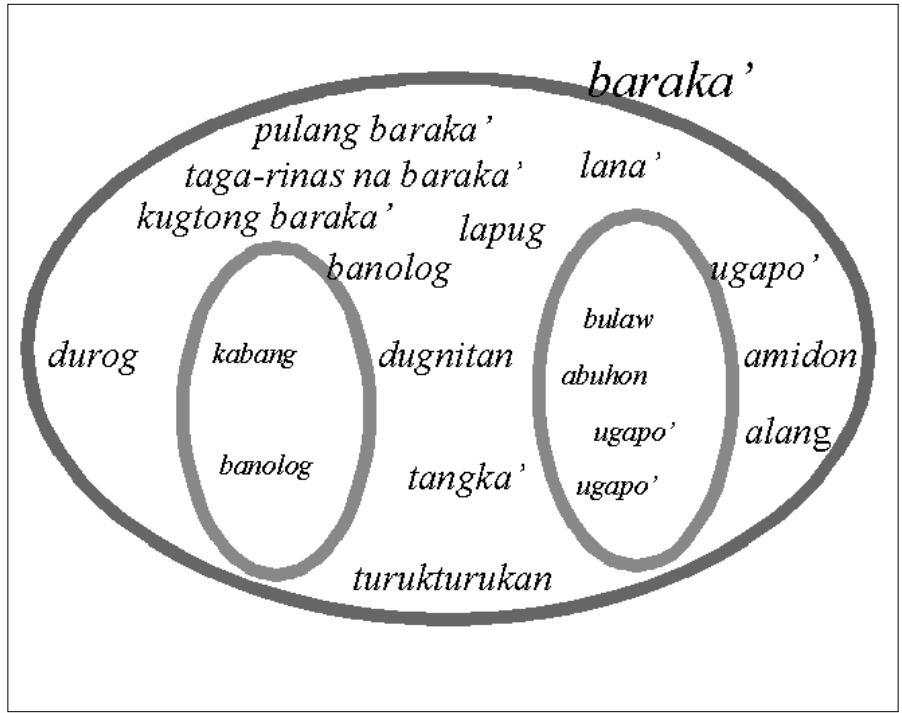 baraka’
pulang baraka’
lana’
taga-rinas na baraka’
kugtong baraka’
lapug
banolog
ugapo’
bulaw
durog
kabang
dugnitan
amidon
abuhon
ugapo’
alang
banolog
tangka’
ugapo’
turukturukan